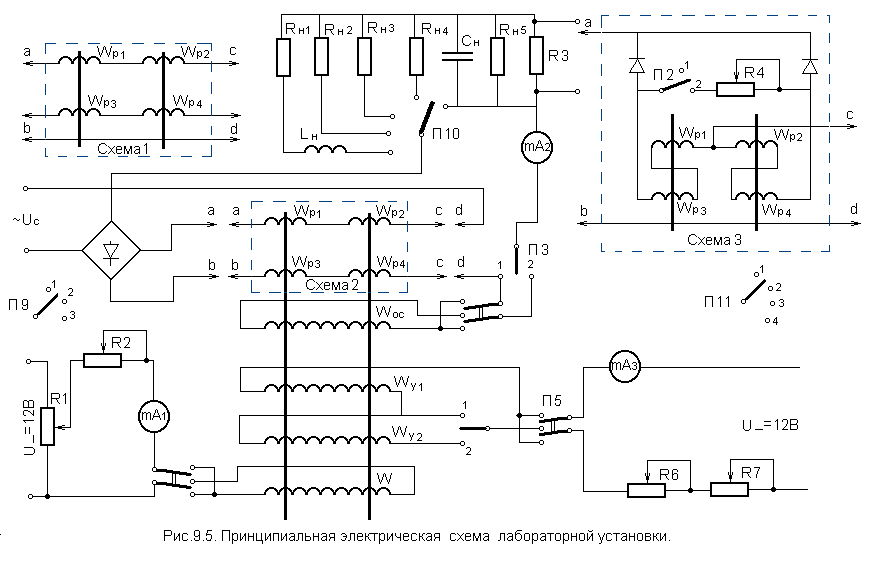 Rн1 Rн2 Rн3 Rн4 Cн Rн5 R3
a
a Wр1 Wр2 c
П2 1 2 R4
c
Wр3 Wр4
b d
Схема1
Lн
П10
mA2
Wр1 Wр2
Wр3 Wр4
b d
Схема 3
~Uc
a a Wр1 Wр2 c d
b b Wр3 Wр4 c d
Схема 2
П3
1 2
П9 1 2 3
Wос
П11 1 2 3 4
R2
R1
U_=12В
mA1
Wу1
Wу2
W
1
2
П5
mA3
U_=12В
R6 R7
Рис.9.5. Принципиальная электрическая схема лабораторной установки.